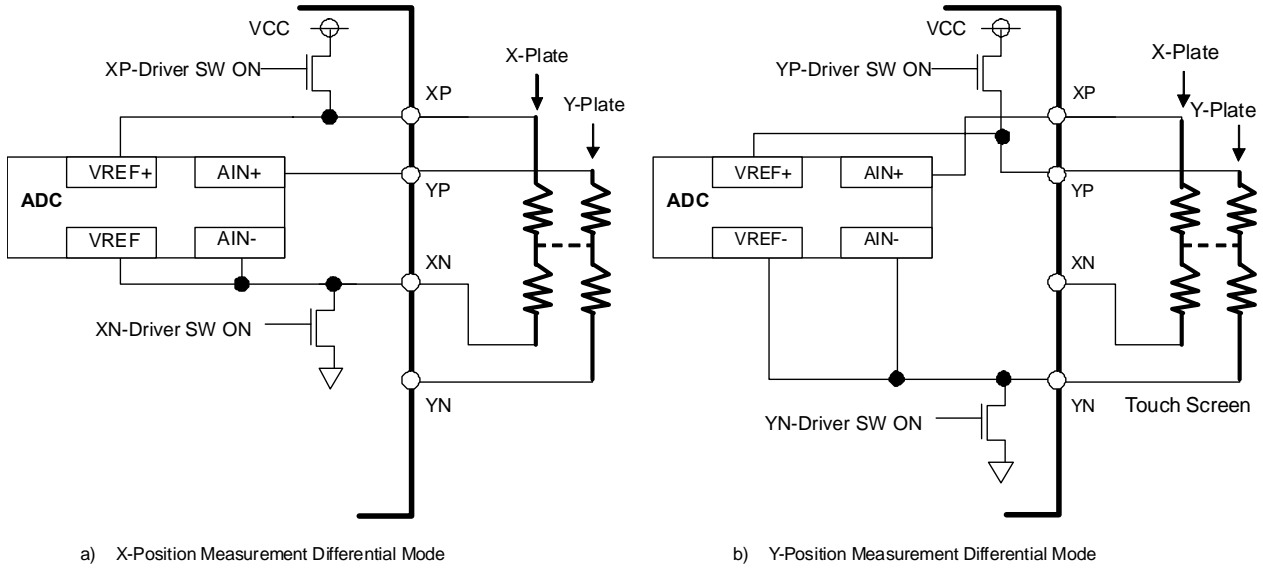 VCC
XP-Driver SW ON
X-Plate
XP
Y-Plate
VREF+
AIN+
YP
ADC
VREF
AIN-
XN
XN-Driver SW ON
YN
a) X-Position Measurement Differential Mode
VCC
YP-Driver SW ON
X-Plate
XP
Y-Plate
VREF+
AIN+
YP
ADC
VREF-
AIN-
XN
YN
Touch Screen
YN-Driver SW ON
b) Y-Position Measurement Differential Mode